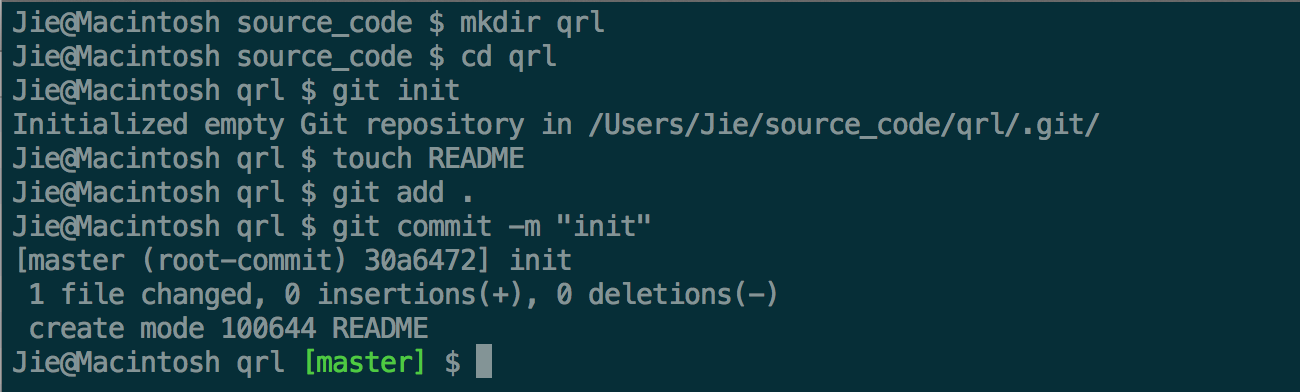 Jie@Macintosh source_code $ mkdir qrl
Jie@Macintosh source_code $ cd qrl
Jie@Macintosh qrl $ git init
Initialized empty Git repository in /Users/Jie/source_code/qrl/.git/
Jie@Macintosh qrl $ touch README
Jie@Macintosh qrl $ git add .
Jie@Macintosh qrl $ git commit -m "init"
[master (root-commit) 30a6472] init
 1 file changed, 0 insertions(+), 0 deletions(-)
 create mode 100644 README
Jie@Macintosh qrl [master] $